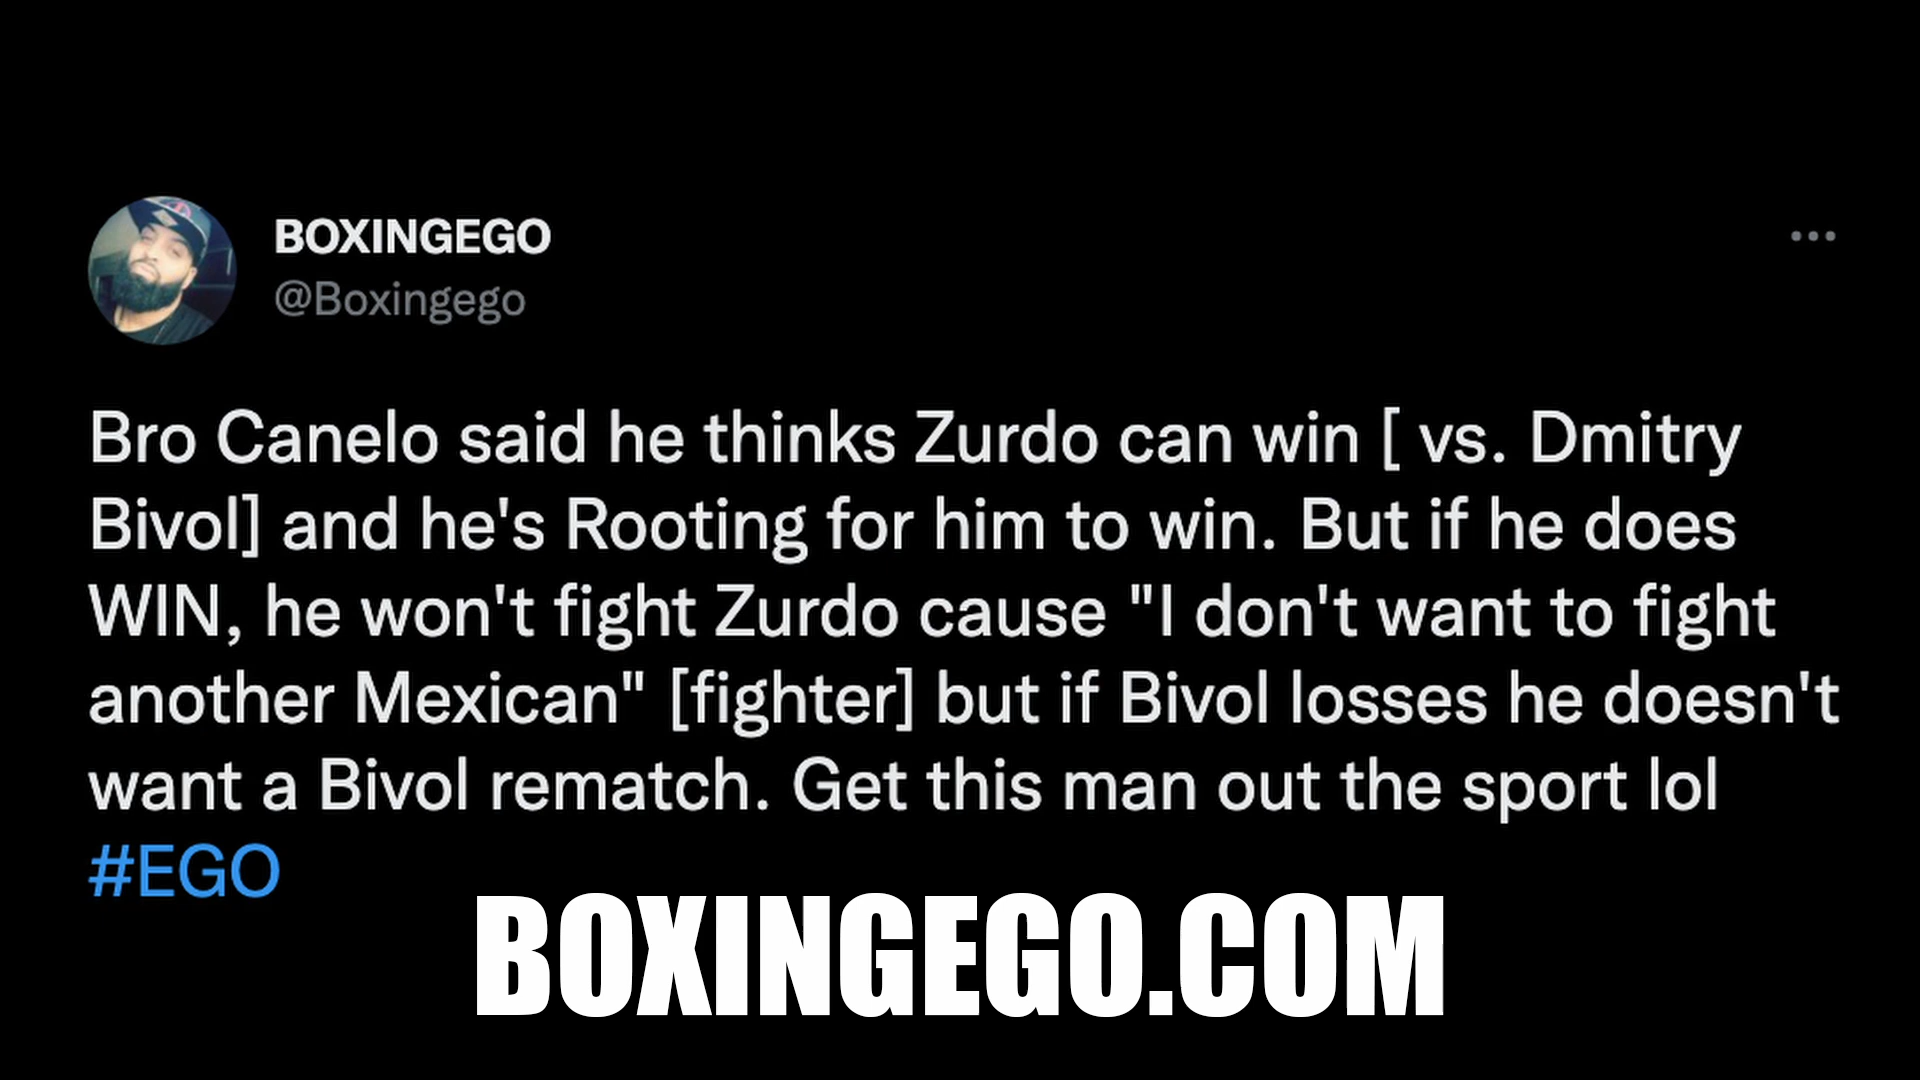 BOXINGEGO
@Boxingego
Bro Canelo said he thinks Zurdo can win [ vs. Dmitry
Bivol] and he's Rooting for him to win. But if he does
WIN, he won't fight Zurdo cause "I don't want to fight
another Mexican" [fighter] but if Bivol losses he doesn't
want a Bivol rematch. Get this man out the sport lol
#EGO
BOXINGEGO.COM